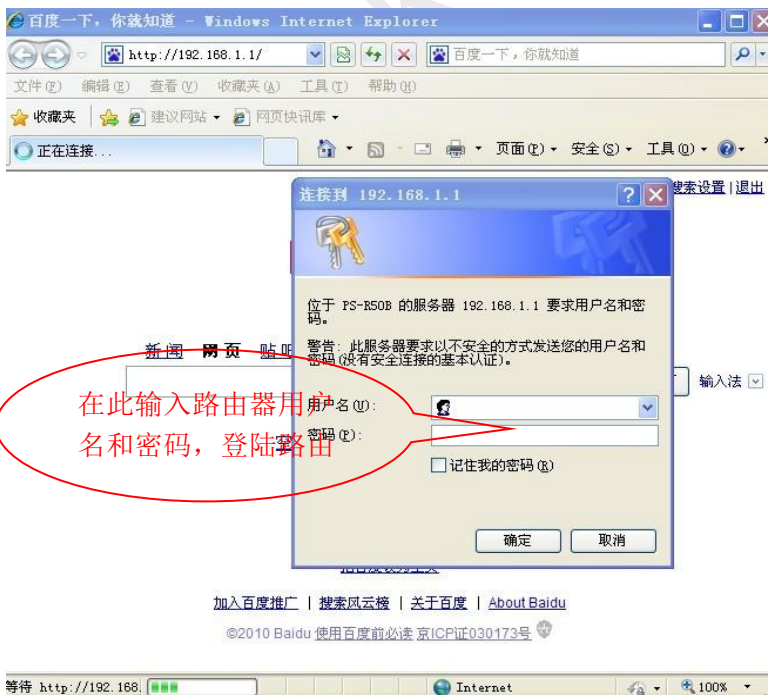 百度一下，你就知道 - Windows Internet Explorer
http://192.168.1.1/ 百度一下，你就知道
文件(F) 编辑(E) 查看(V) 收藏夹(A) 工具(T) 帮助(H)
收藏夹 建议网站 网页快讯库
正在连接... 页面(P) 安全(S) 工具(O)
搜索设置 | 退出
连接到 192.168.1.1
位于 PS-R50B 的服务器 192.168.1.1 要求用户名和密
码。
警告: 此服务器要求以不安全的方式发送您的用户名和
密码(没有安全连接的基本认证)。
新闻 网页 贴吧
输入法
在此输入路由器用户
名和密码，登陆路由
用户名(U):
密码(P):
记住我的密码(R)
确定 取消
加入百度推广 | 搜索风云榜 | 关于百度 | About Baidu
©2010 Baidu 使用百度前必读 京ICP证030173号
等待 http://192.168. Internet 100%